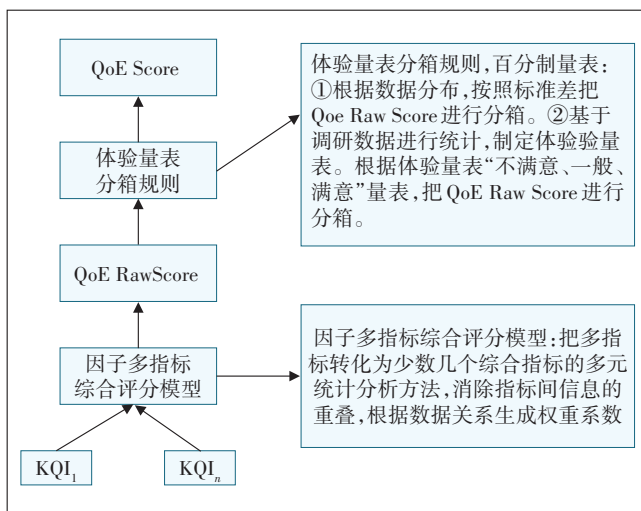 QoE Score
体验量表
分箱规则
QoE RawScore
因子多指标
综合评分模型
KQI₁
KQIₙ
体验量表分箱规则,百分制量表:
①根据数据分布,按照标准差把
Qoe Raw Score进行分箱。②基于
调研数据进行统计,制定体验验量
表。根据体验量表“不满意、一般、
满意”量表,把QoE Raw Score进行
分箱。
因子多指标综合评分模型:把多指
标转化为少数几个综合指标的多元
统计分析方法,消除指标间信息的
重叠,根据数据关系生成权重系数